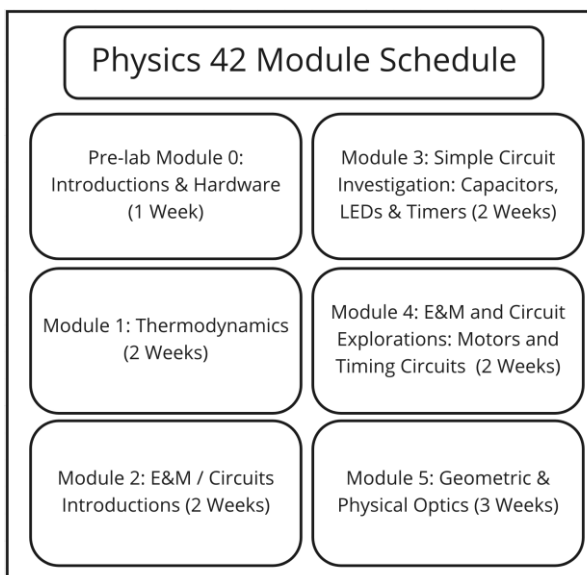 Physics 42 Module Schedule
Pre-lab Module 0:
Introductions & Hardware
(1 Week)
Module 1: Thermodynamics
(2 Weeks)
Module 2: E&M / Circuits
Introductions (2 Weeks)
Module 3: Simple Circuit
Investigation: Capacitors,
LEDs & Timers (2 Weeks)
Module 4: E&M and Circuit
Explorations: Motors and
Timing Circuits (2 Weeks)
Module 5: Geometric &
Physical Optics (3 Weeks)